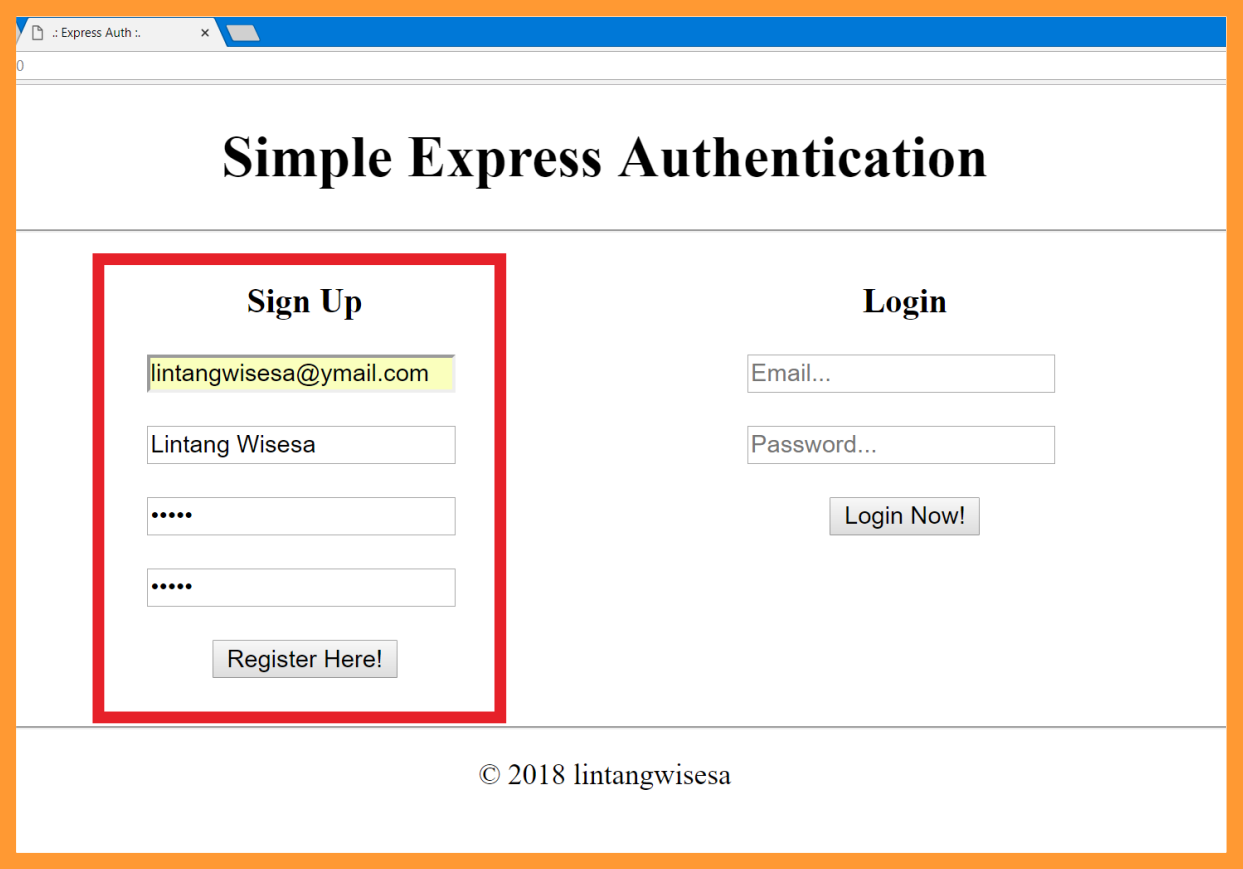 .: Express Auth :.
0
Simple Express Authentication
Sign Up
lintangwisesa@ymail.com
Lintang Wisesa
•••••
•••••
Register Here!
Login
Email...
Password...
Login Now!
© 2018 lintangwisesa